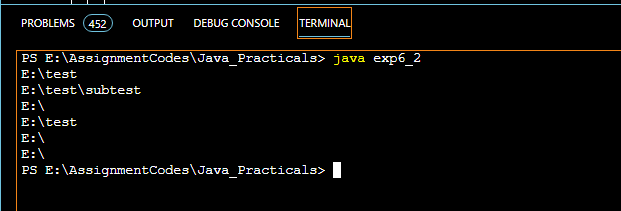 PROBLEMS 452 OUTPUT DEBUG CONSOLE TERMINAL
PS E:\AssignmentCodes\Java_Practicals> java exp6_2
E:\test
E:\test\subtest
E:\
E:\test
E:\
E:\
PS E:\AssignmentCodes\Java_Practicals>